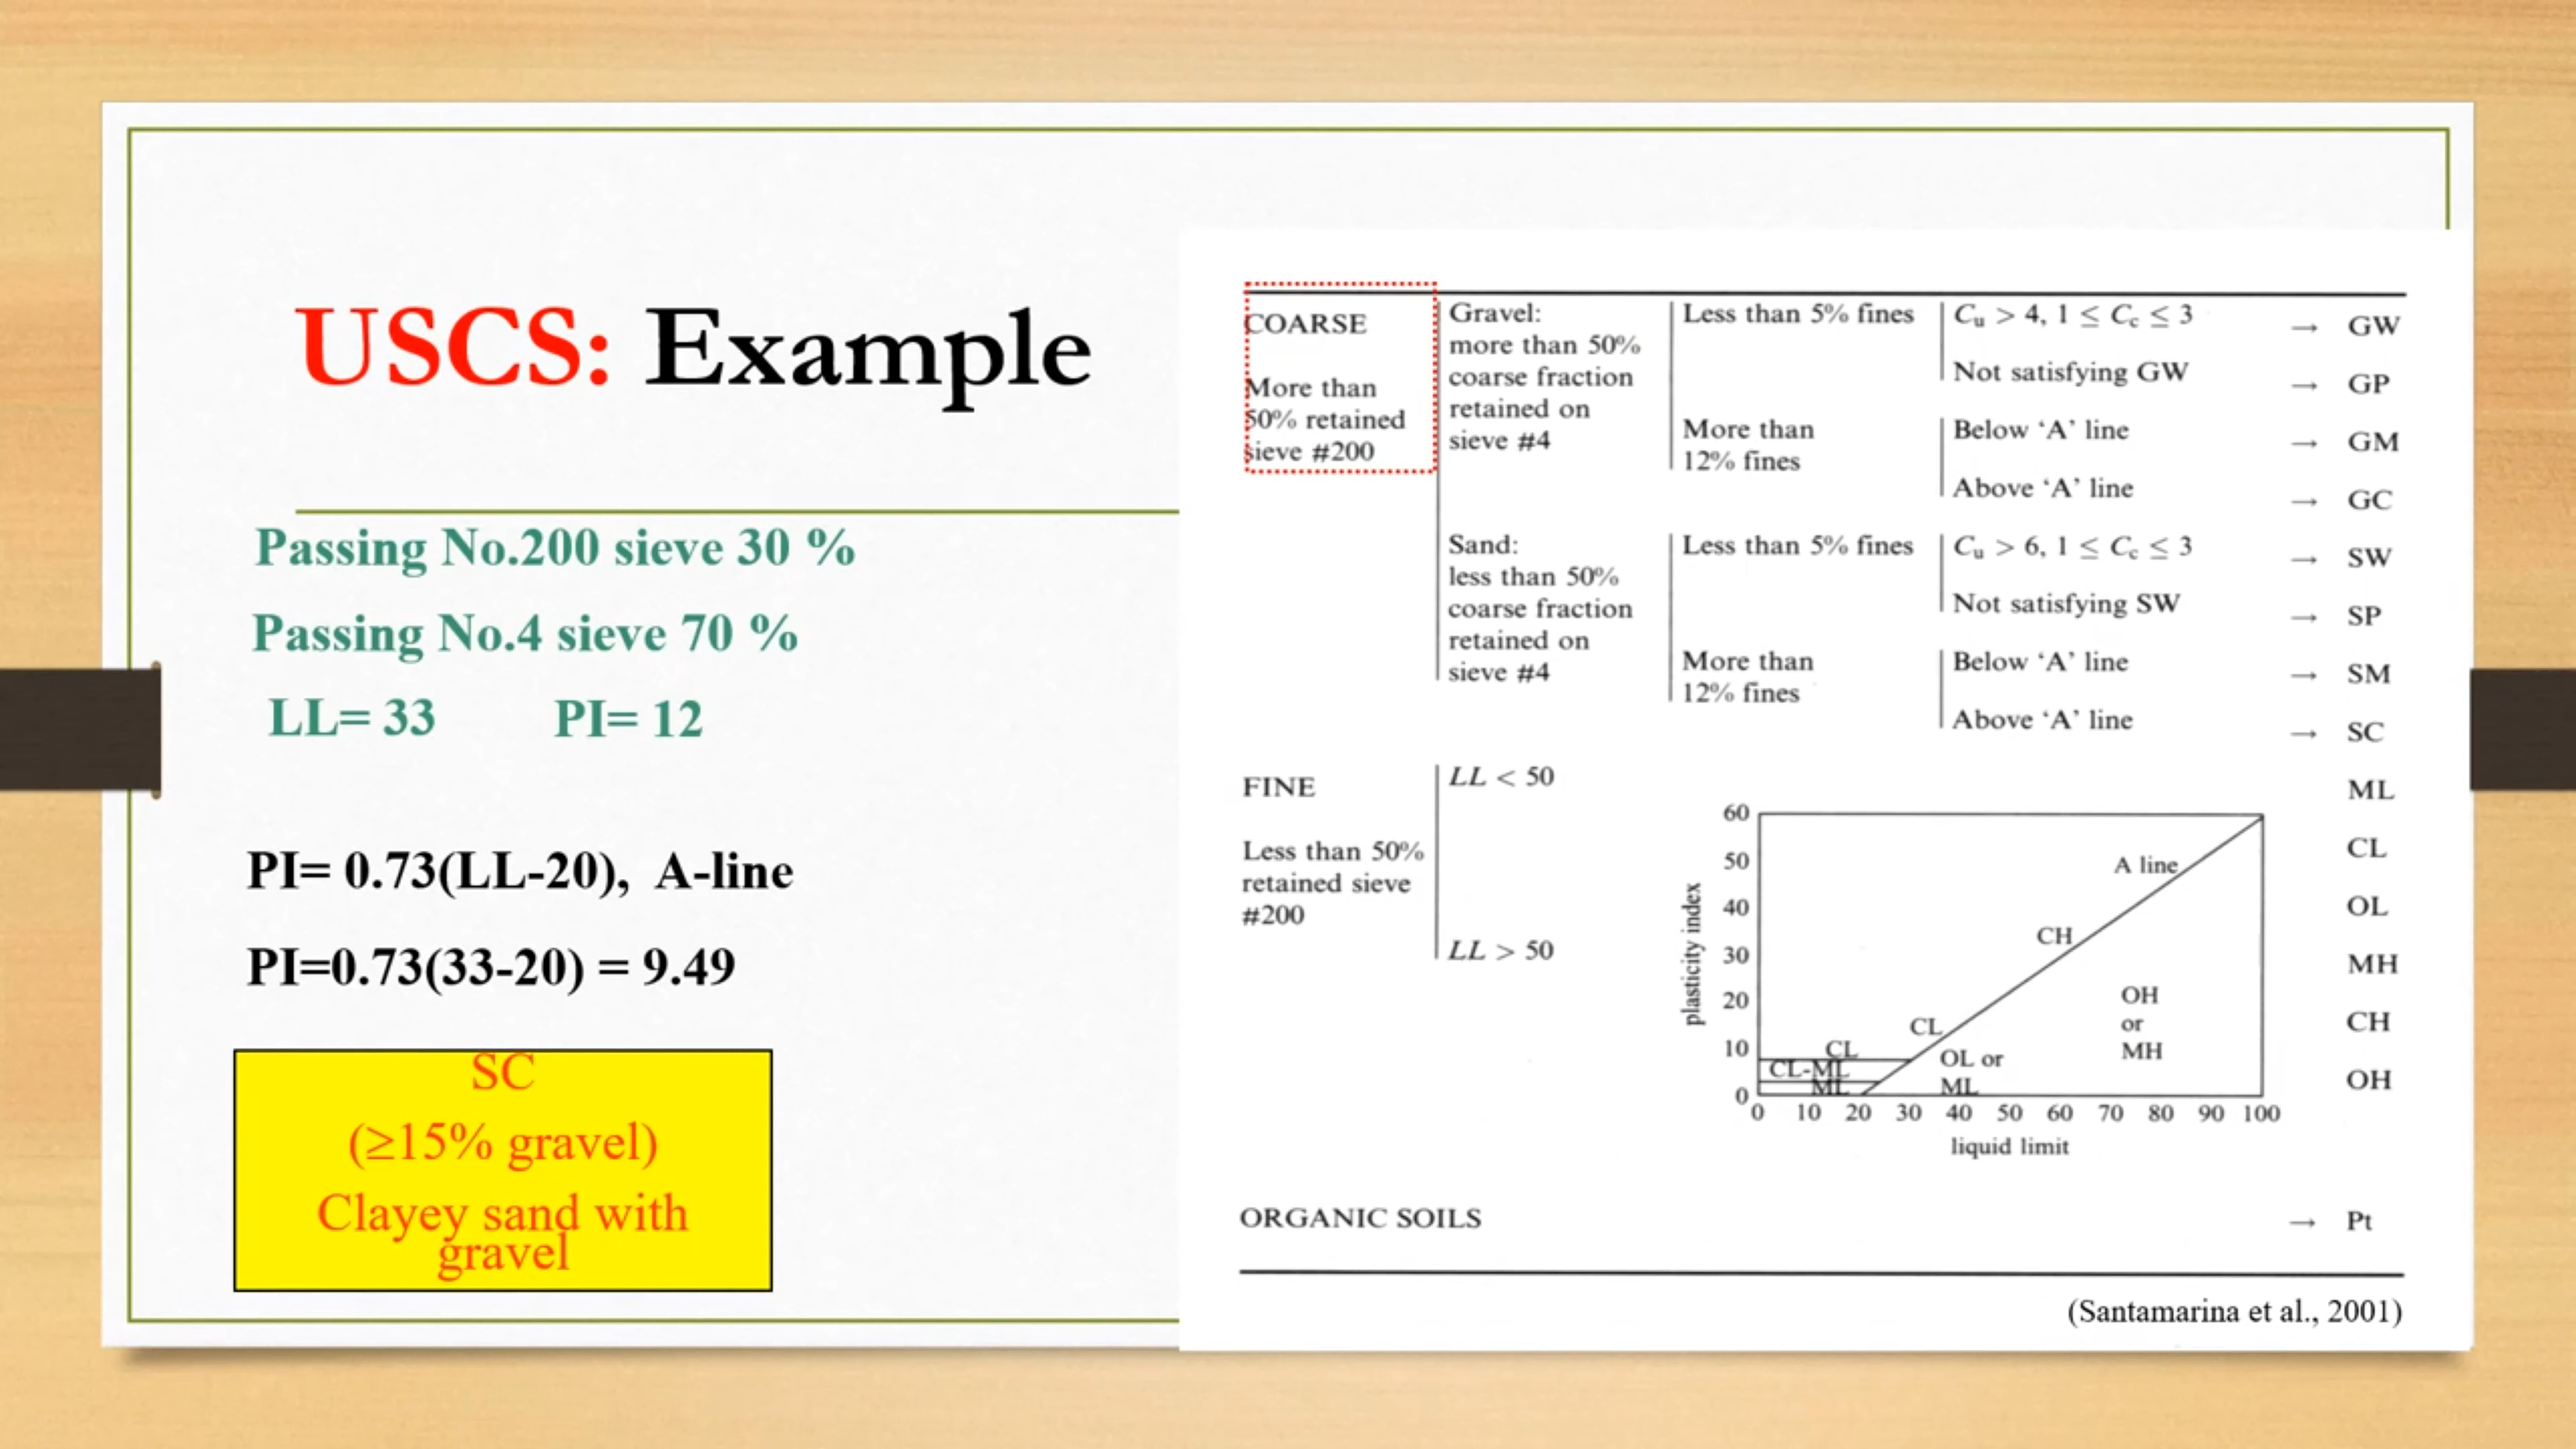 USCS: Example
Passing No.200 sieve 30 %
Passing No.4 sieve 70 %
LL= 33 PI= 12
PI= 0.73(LL-20), A-line
PI=0.73(33-20) = 9.49
SC
(≥15% gravel)
Clayey sand with
gravel
COARSE
More than
50% retained
sieve #200
Gravel:
more than 50%
coarse fraction
retained on
sieve #4
Less than 5% fines
Cu > 4, 1 ≤ Cc ≤ 3 → GW
Not satisfying GW → GP
More than
12% fines
Below ‘A’ line → GM
Above ‘A’ line → GC
Sand:
less than 50%
coarse fraction
retained on
sieve #4
Less than 5% fines
Cu > 6, 1 ≤ Cc ≤ 3 → SW
Not satisfying SW → SP
More than
12% fines
Below ‘A’ line → SM
Above ‘A’ line → SC
FINE
Less than 50%
retained sieve
#200
LL < 50
LL > 50
ML
CL
OL
MH
CH
OH
plasticity index
60
50
40
30
20
10
0
A line
CH
CL
CL
CL-ML
ML
OL or
ML
OH
or
MH
0 10 20 30 40 50 60 70 80 90 100
liquid limit
ORGANIC SOILS → Pt
(Santamarina et al., 2001)